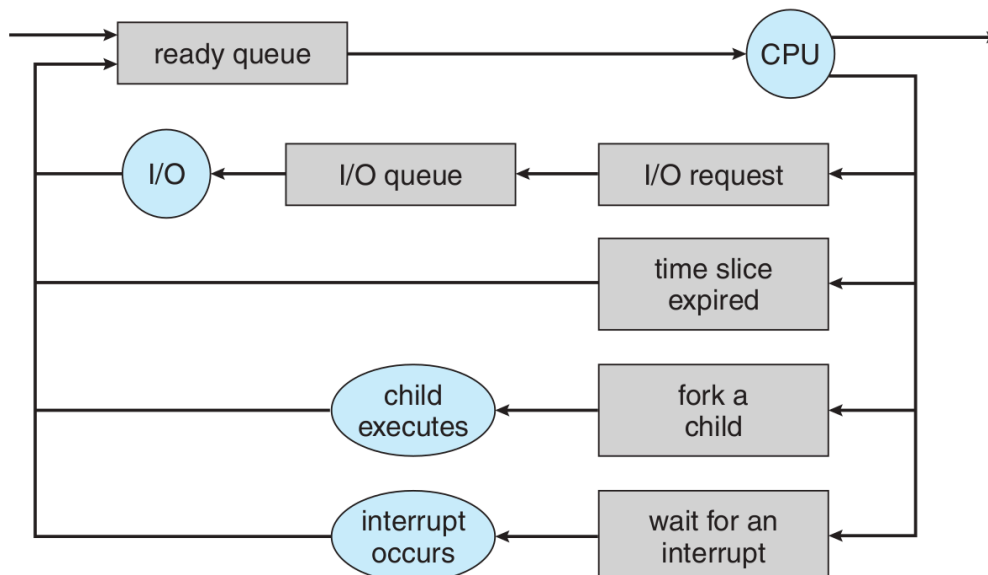 ready queue
CPU
I/O
I/O queue
I/O request
time slice
expired
child
executes
fork a
child
interrupt
occurs
wait for an
interrupt